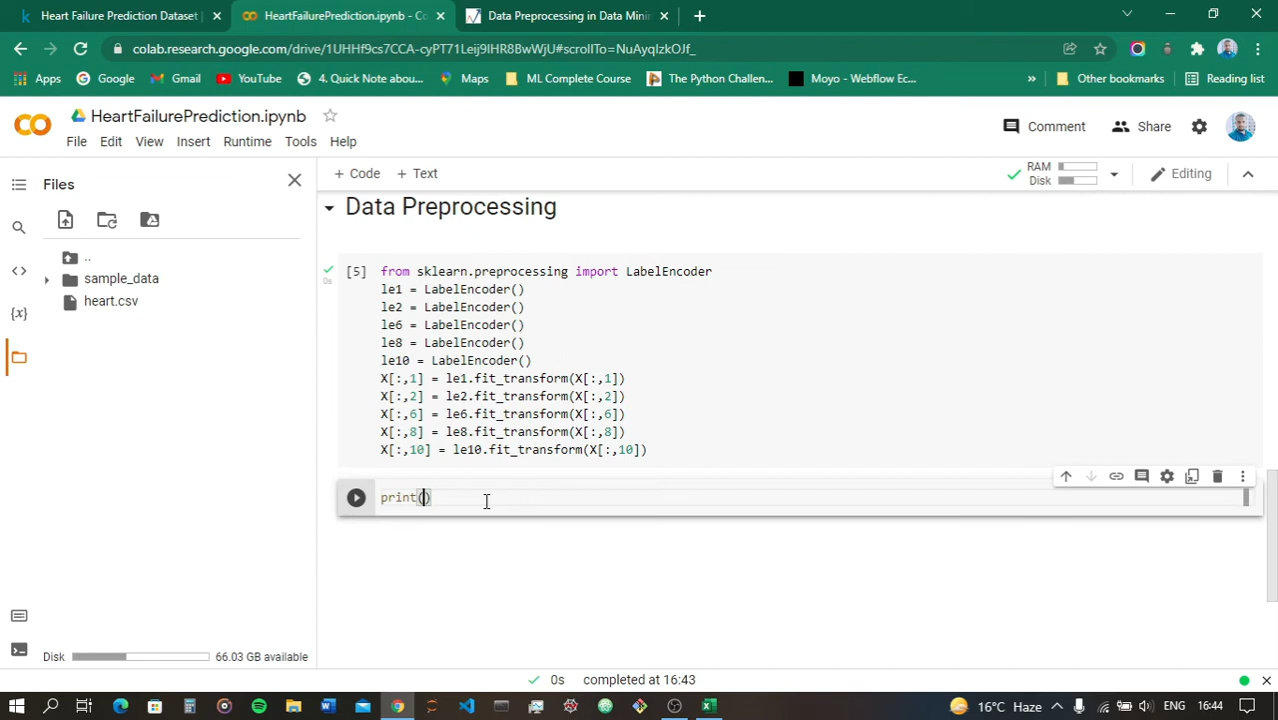 Heart Failure Prediction Dataset
HeartFailurePrediction.ipynb - Co
Data Preprocessing in Data Mini
colab.research.google.com/drive/1UHHf9cs7CCA-cyPT71Leij9IHR8BwWjU#scrollTo=NuAyqIzkOJf_
Apps
Google
Gmail
YouTube
4. Quick Note abou...
Maps
ML Complete Course
The Python Challen...
Moyo - Webflow Ec...
»
Other bookmarks
Reading list
HeartFailurePrediction.ipynb
File Edit View Insert Runtime Tools Help
Comment
Share
Files
+ Code + Text
RAM
Disk
Editing
..
sample_data
heart.csv
Data Preprocessing
0s
[5] from sklearn.preprocessing import LabelEncoder
le1 = LabelEncoder()
le2 = LabelEncoder()
le6 = LabelEncoder()
le8 = LabelEncoder()
le10 = LabelEncoder()
X[:,1] = le1.fit_transform(X[:,1])
X[:,2] = le2.fit_transform(X[:,2])
X[:,6] = le6.fit_transform(X[:,6])
X[:,8] = le8.fit_transform(X[:,8])
X[:,10] = le10.fit_transform(X[:,10])
print()
Disk
66.03 GB available
0s completed at 16:43
16°C Haze
16:44